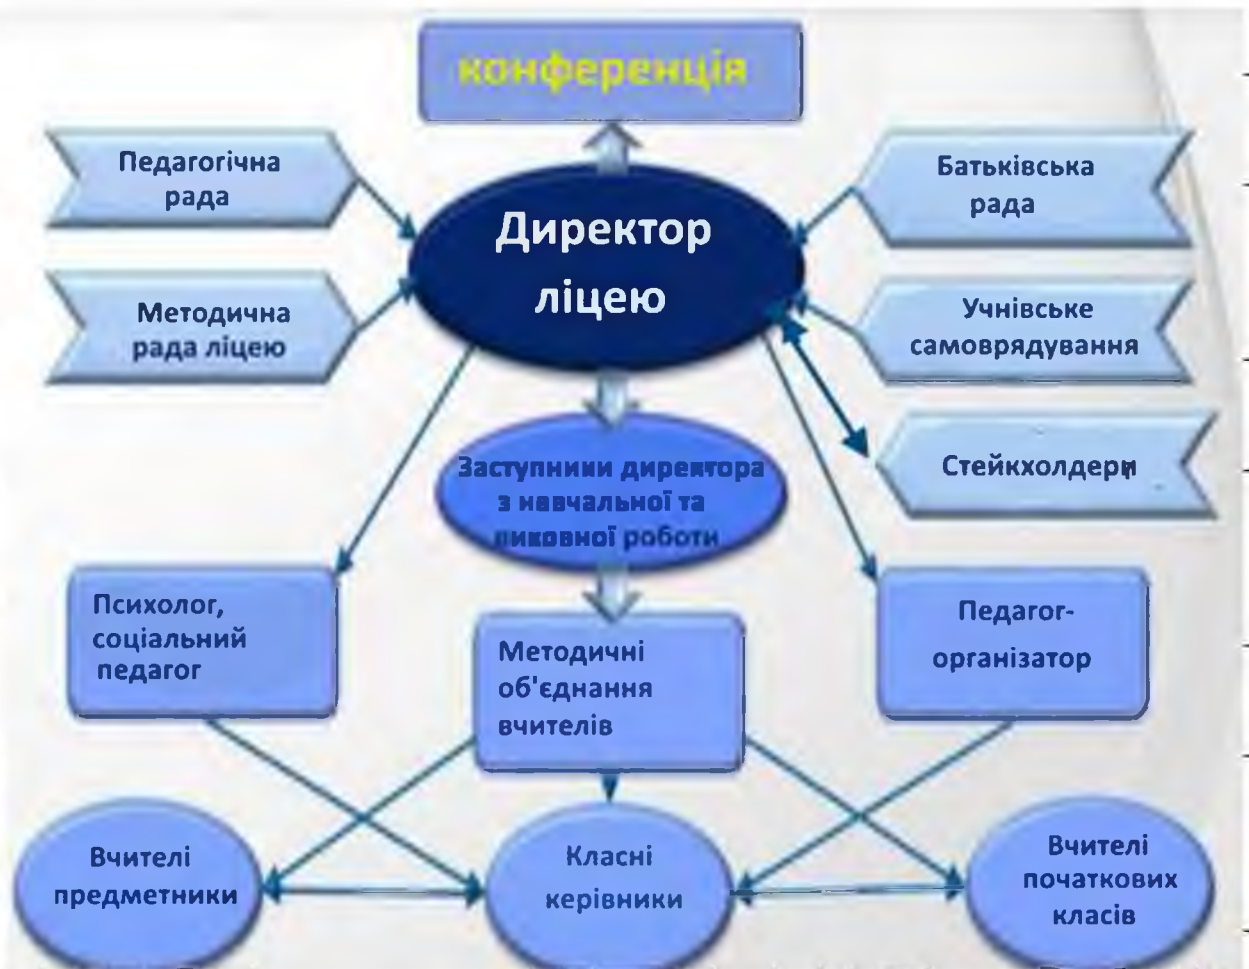 конференція
Педагогічна
рада
Батьківська
рада
Директор
ліцею
Методична
рада ліцею
Учнівське
самоврядування
Стейкхолдери
Заступники директора
з навчальної та
виховної роботи
Психолог,
соціальний
педагог
Методичні
об'єднання
вчителів
Педагог-
організатор
Вчителі
предметники
Класні
керівники
Вчителі
початкових
класів